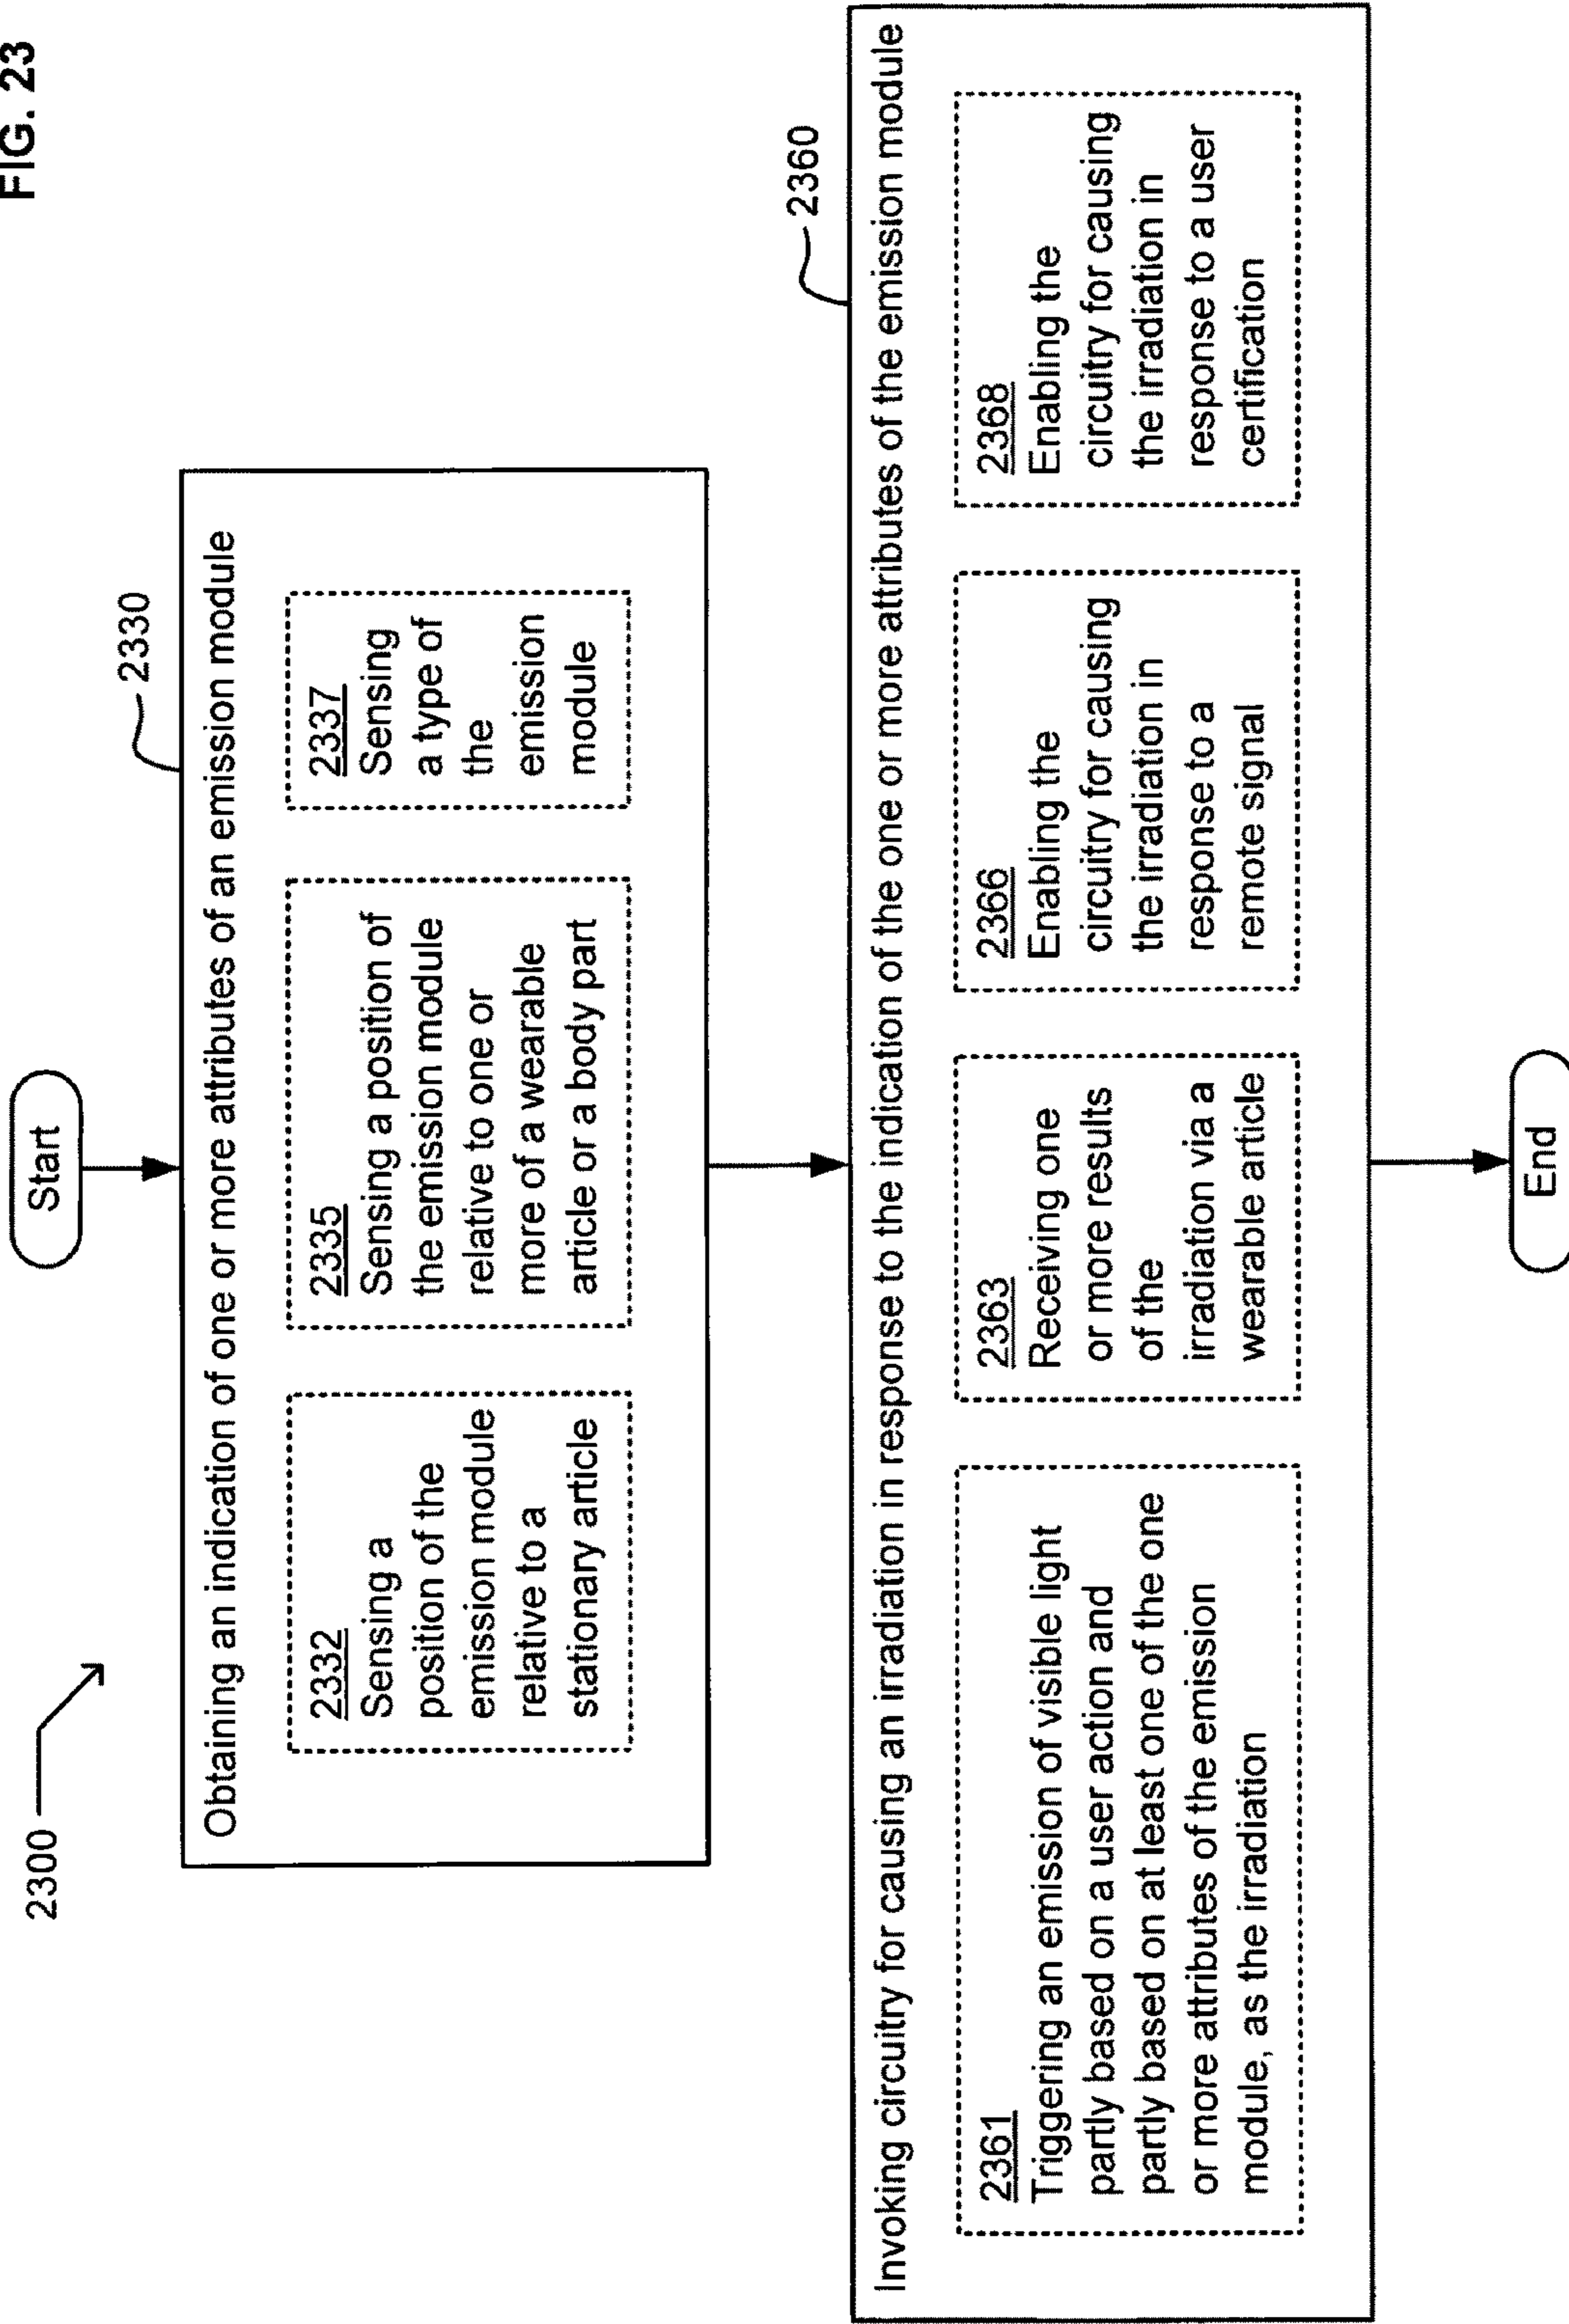 FIG. 23
2300
Start
2330
Obtaining an indication of one or more attributes of an emission module
2332
Sensing a
position of the
emission module
relative to a
stationary article
2335
Sensing a position of
the emission module
relative to one or
more of a wearable
article or a body part
2337
Sensing
a type of
the
emission
module
2360
Invoking circuitry for causing an irradiation in response to the indication of the one or more attributes of the emission module
2361
Triggering an emission of visible light
partly based on a user action and
partly based on at least one of the one
or more attributes of the emission
module, as the irradiation
2363
Receiving one
or more results
of the
irradiation via a
wearable article
2366
Enabling the
circuitry for causing
the irradiation in
response to a
remote signal
2368
Enabling the
circuitry for causing
the irradiation in
response to a user
certification
End